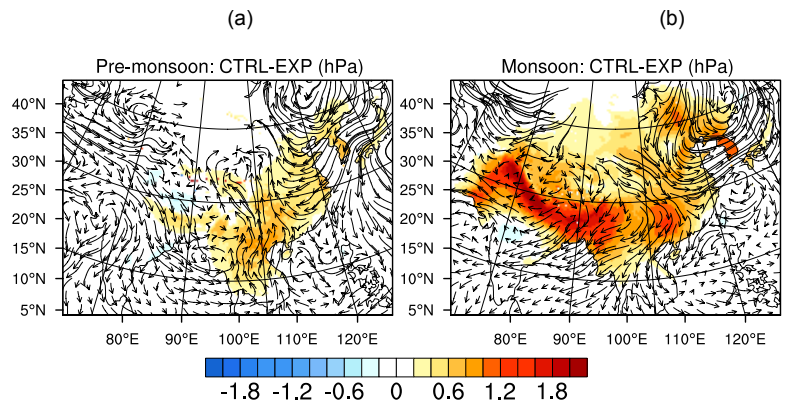 (a)
(b)
Pre-monsoon: CTRL-EXP (hPa)
Monsoon: CTRL-EXP (hPa)
40°N
35°N
30°N
25°N
20°N
15°N
10°N
5°N
40°N
35°N
30°N
25°N
20°N
15°N
10°N
5°N
80°E 90°E 100°E 110°E 120°E
80°E 90°E 100°E 110°E 120°E
-1.8 -1.2 -0.6 0 0.6 1.2 1.8